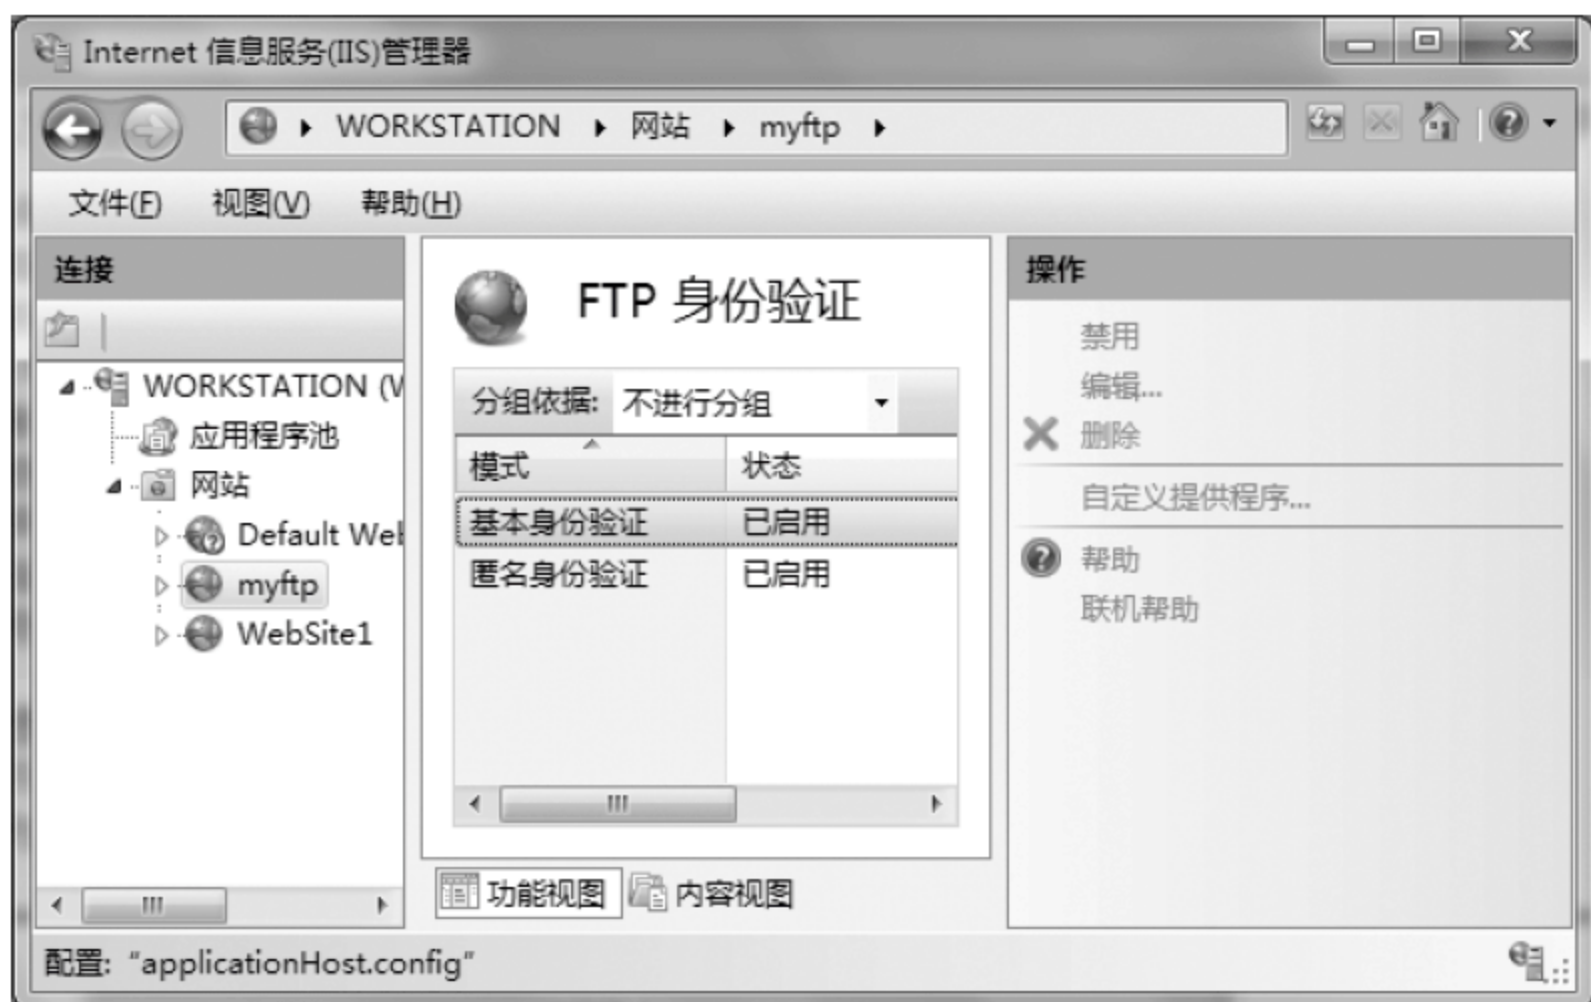 Internet 信息服务(IIS)管理器
WORKSTATION 网站 myftp
文件(F) 视图(V) 帮助(H)
连接
WORKSTATION (W
应用程序池
网站
Default Web
myftp
WebSite1
FTP 身份验证
分组依据: 不进行分组
模式 状态
基本身份验证 已启用
匿名身份验证 已启用
功能视图 内容视图
操作
禁用
编辑...
删除
自定义提供程序...
帮助
联机帮助
配置: “applicationHost.config”